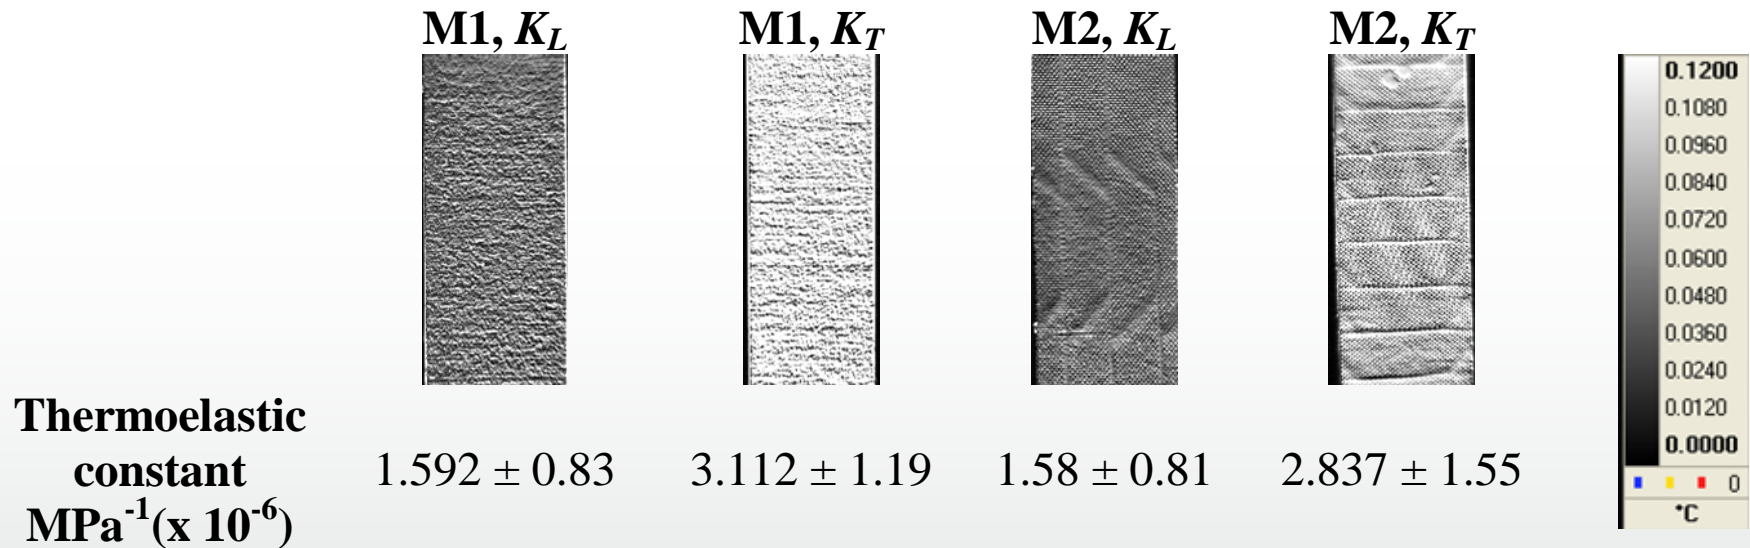 M1, K_L M1, K_T M2, K_L M2, K_T
0.1200
0.1080
0.0960
0.0840
0.0720
0.0600
0.0480
0.0360
0.0240
0.0120
0.0000
0
°C
Thermoelastic
constant 1.592 ± 0.83 3.112 ± 1.19 1.58 ± 0.81 2.837 ± 1.55
MPa⁻¹(x 10⁻⁶)